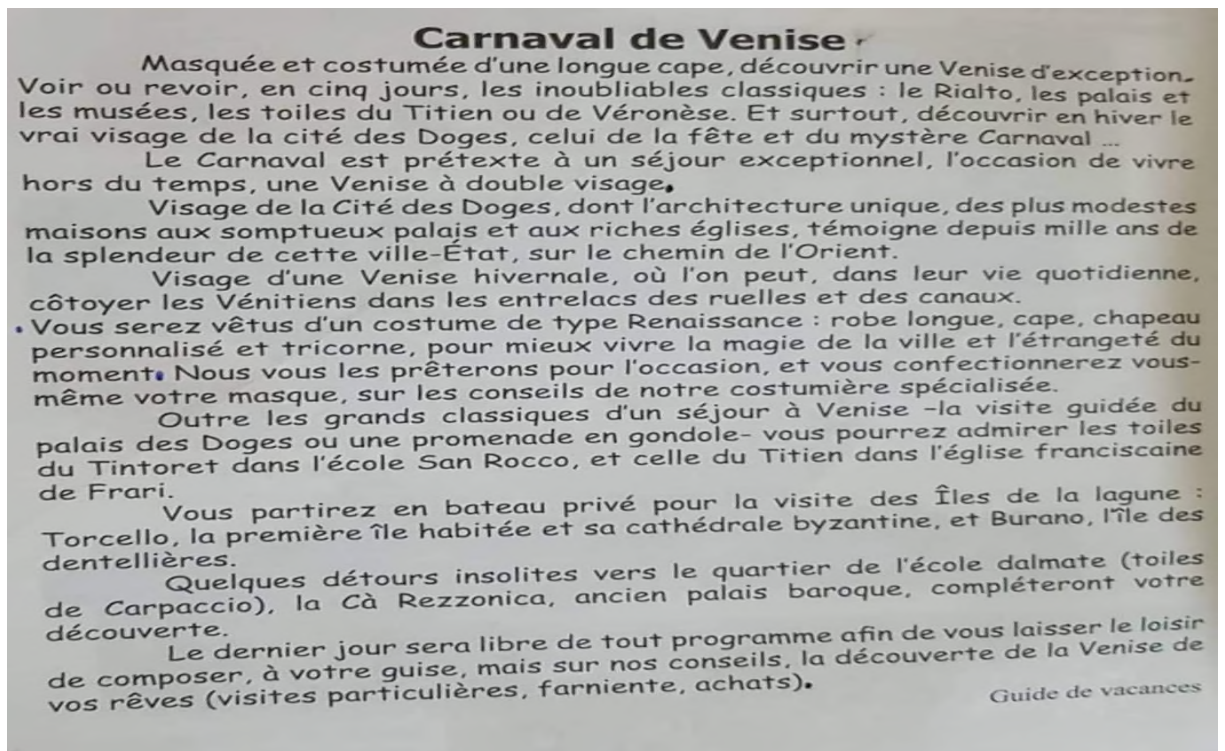 Carnaval de Venise
Masquée et costumée d'une longue cape, découvrir une Venise d'exception.
Voir ou revoir, en cinq jours, les inoubliables classiques : le Rialto, les palais et
les musées, les toiles du Titien ou de Véronèse. Et surtout, découvrir en hiver le
vrai visage de la cité des Doges, celui de la fête et du mystère Carnaval ...
Le Carnaval est prétexte à un séjour exceptionnel, l'occasion de vivre
hors du temps, une Venise à double visage.
Visage de la Cité des Doges, dont l'architecture unique, des plus modestes
maisons aux somptueux palais et aux riches églises, témoigne depuis mille ans de
la splendeur de cette ville-État, sur le chemin de l'Orient.
Visage d'une Venise hivernale, où l'on peut, dans leur vie quotidienne,
côtoyer les Vénitiens dans les entrelacs des ruelles et des canaux.
Vous serez vêtus d'un costume de type Renaissance : robe longue, cape, chapeau
personnalisé et tricorne, pour mieux vivre la magie de la ville et l'étrangeté du
moment. Nous vous les prêterons pour l'occasion, et vous confectionnerez vous-
même votre masque, sur les conseils de notre costumière spécialisée.
Outre les grands classiques d'un séjour à Venise -la visite guidée du
palais des Doges ou une promenade en gondole- vous pourrez admirer les toiles
du Tintoret dans l'école San Rocco, et celle du Titien dans l'église franciscaine
de Frari.
Vous partirez en bateau privé pour la visite des Îles de la lagune :
Torcello, la première île habitée et sa cathédrale byzantine, et Burano, l'île des
dentellières.
Quelques détours insolites vers le quartier de l'école dalmate (toiles
de Carpaccio), la Cà Rezzonica, ancien palais baroque, compléteront votre
découverte.
Le dernier jour sera libre de tout programme afin de vous laisser le loisir
de composer, à votre guise, mais sur nos conseils, la découverte de la Venise de
vos rêves (visites particulières, farniente, achats).
Guide de vacances